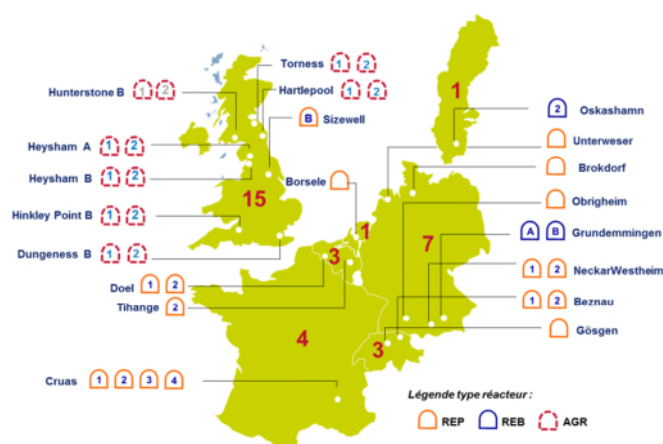 Torness 1 2
Hunterstone B 1 2
Hartlepool 1 2
B Sizewell
Heysham A 1 2
Heysham B 1 2
Hinkley Point B 1 2
Dungeness B 1 2
15
Borsele
1
3
Doel 1 2
Tihange 2
4
Cruas 1 2 3 4
1
2 Oskashamn
Unterweser
Brokdorf
Obrigheim
7
A B Grundemmingen
1 2 NeckarWestheim
1 2 Beznau
3
Gösgen
Légende type réacteur :
REP REB AGR